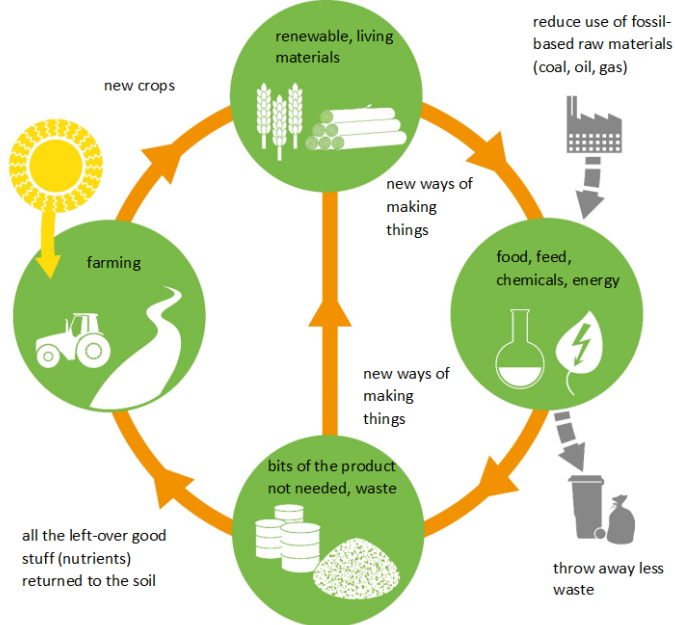 renewable, living
materials
reduce use of fossil-
based raw materials
(coal, oil, gas)
new crops
new ways of
making
things
farming
food, feed,
chemicals, energy
new ways of
making
things
bits of the product
not needed, waste
all the left-over good
stuff (nutrients)
returned to the soil
throw away less
waste